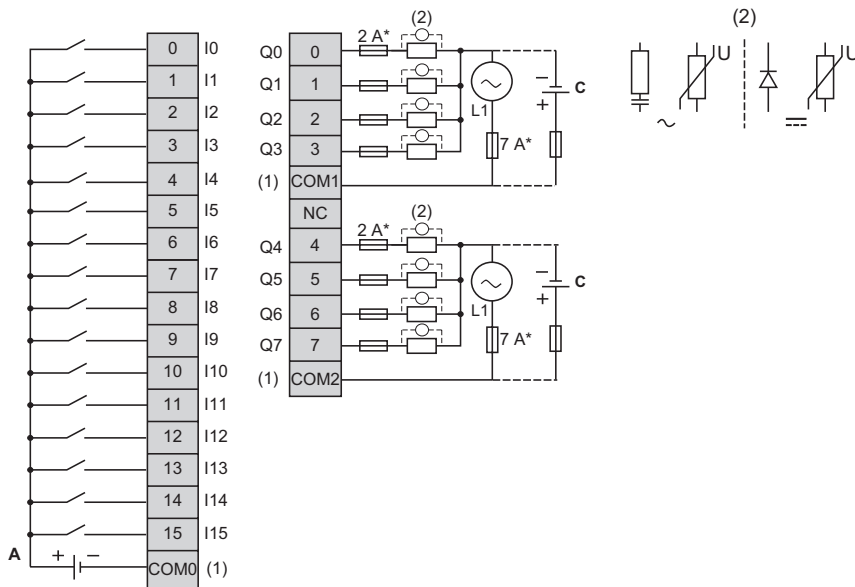 0 I0
1 I1
2 I2
3 I3
4 I4
5 I5
6 I6
7 I7
8 I8
9 I9
10 I10
11 I11
12 I12
13 I13
14 I14
15 I15
A + −
COM0 (1)
(2)
Q0 0 2 A*
Q1 1
Q2 2
Q3 3
L1
− + C
7 A*
(1) COM1
NC
(2)
Q4 4 2 A*
Q5 5
Q6 6
Q7 7
L1
− + C
7 A*
(1) COM2
(2)
U U